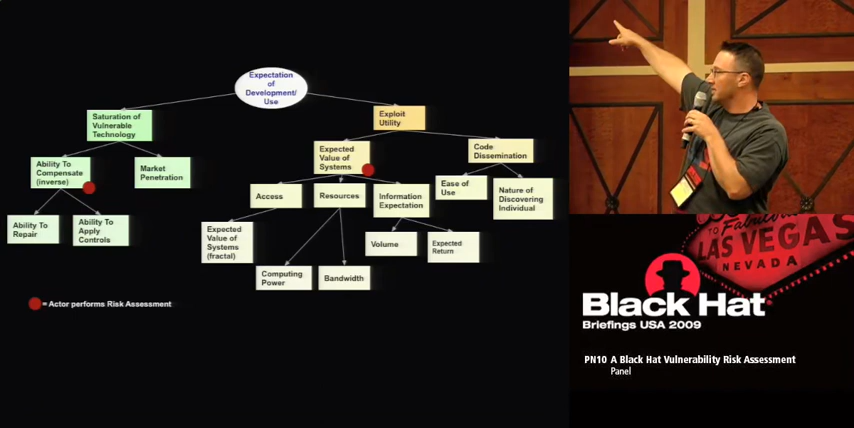 Expectation
of
Development/
Use
Saturation of
Vulnerable
Technology
Exploit
Utility
Ability To
Compensate
(inverse)
Market
Penetration
Expected
Value of
Systems
Code
Dissemination
Ability To
Repair
Ability To
Apply
Controls
Access
Resources
Information
Expectation
Ease of
Use
Nature of
Discovering
Individual
Expected
Value of
Systems
(fractal)
Volume
Expected
Return
Computing
Power
Bandwidth
= Actor performs Risk Assessment
To Fabulous
LAS VEGAS
NEVADA
Black Hat
Briefings USA 2009
PN10 A Black Hat Vulnerability Risk Assessment
Panel